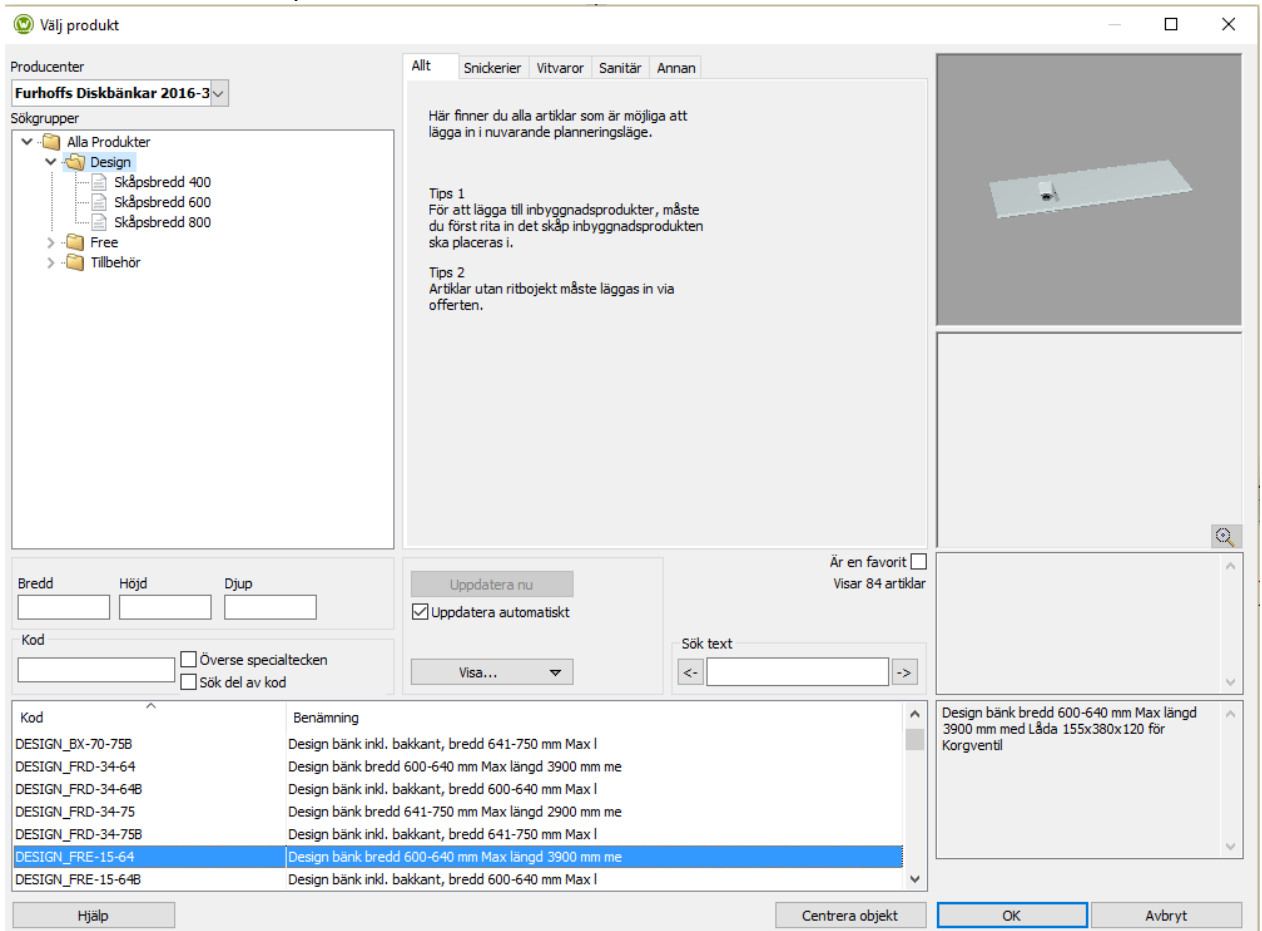 Välj produkt
Producenter
Furhoffs Diskbänkar 2016-3
Sökgrupper
Alla Produkter
Design
Skåpsbredd 400
Skåpsbredd 600
Skåpsbredd 800
Free
Tillbehör
Allt Snickerier Vitvaror Sanitär Annan
Här finner du alla artiklar som är möjliga att
lägga in i nuvarande planneringsläge.
Tips 1
För att lägga till inbyggnadsprodukter, måste
du först rita in det skåp inbyggnadsprodukten
ska placeras i.
Tips 2
Artiklar utan ritbojekt måste läggas in via
offerten.
Bredd Höjd Djup
Kod
Överse specialtecken
Sök del av kod
Uppdatera nu
Uppdatera automatiskt
Visa...
Är en favorit
Visar 84 artiklar
Sök text
<- ->
Kod Benämning
DESIGN_BX-70-75B Design bänk inkl. bakkant, bredd 641-750 mm Max l
DESIGN_FRD-34-64 Design bänk bredd 600-640 mm Max längd 3900 mm me
DESIGN_FRD-34-64B Design bänk inkl. bakkant, bredd 600-640 mm Max l
DESIGN_FRD-34-75 Design bänk bredd 641-750 mm Max längd 2900 mm me
DESIGN_FRD-34-75B Design bänk inkl. bakkant, bredd 641-750 mm Max l
DESIGN_FRE-15-64 Design bänk bredd 600-640 mm Max längd 3900 mm me
DESIGN_FRE-15-64B Design bänk inkl. bakkant, bredd 600-640 mm Max l
Design bänk bredd 600-640 mm Max längd
3900 mm med Låda 155x380x120 för
Korgventil
Hjälp Centrera objekt OK Avbryt